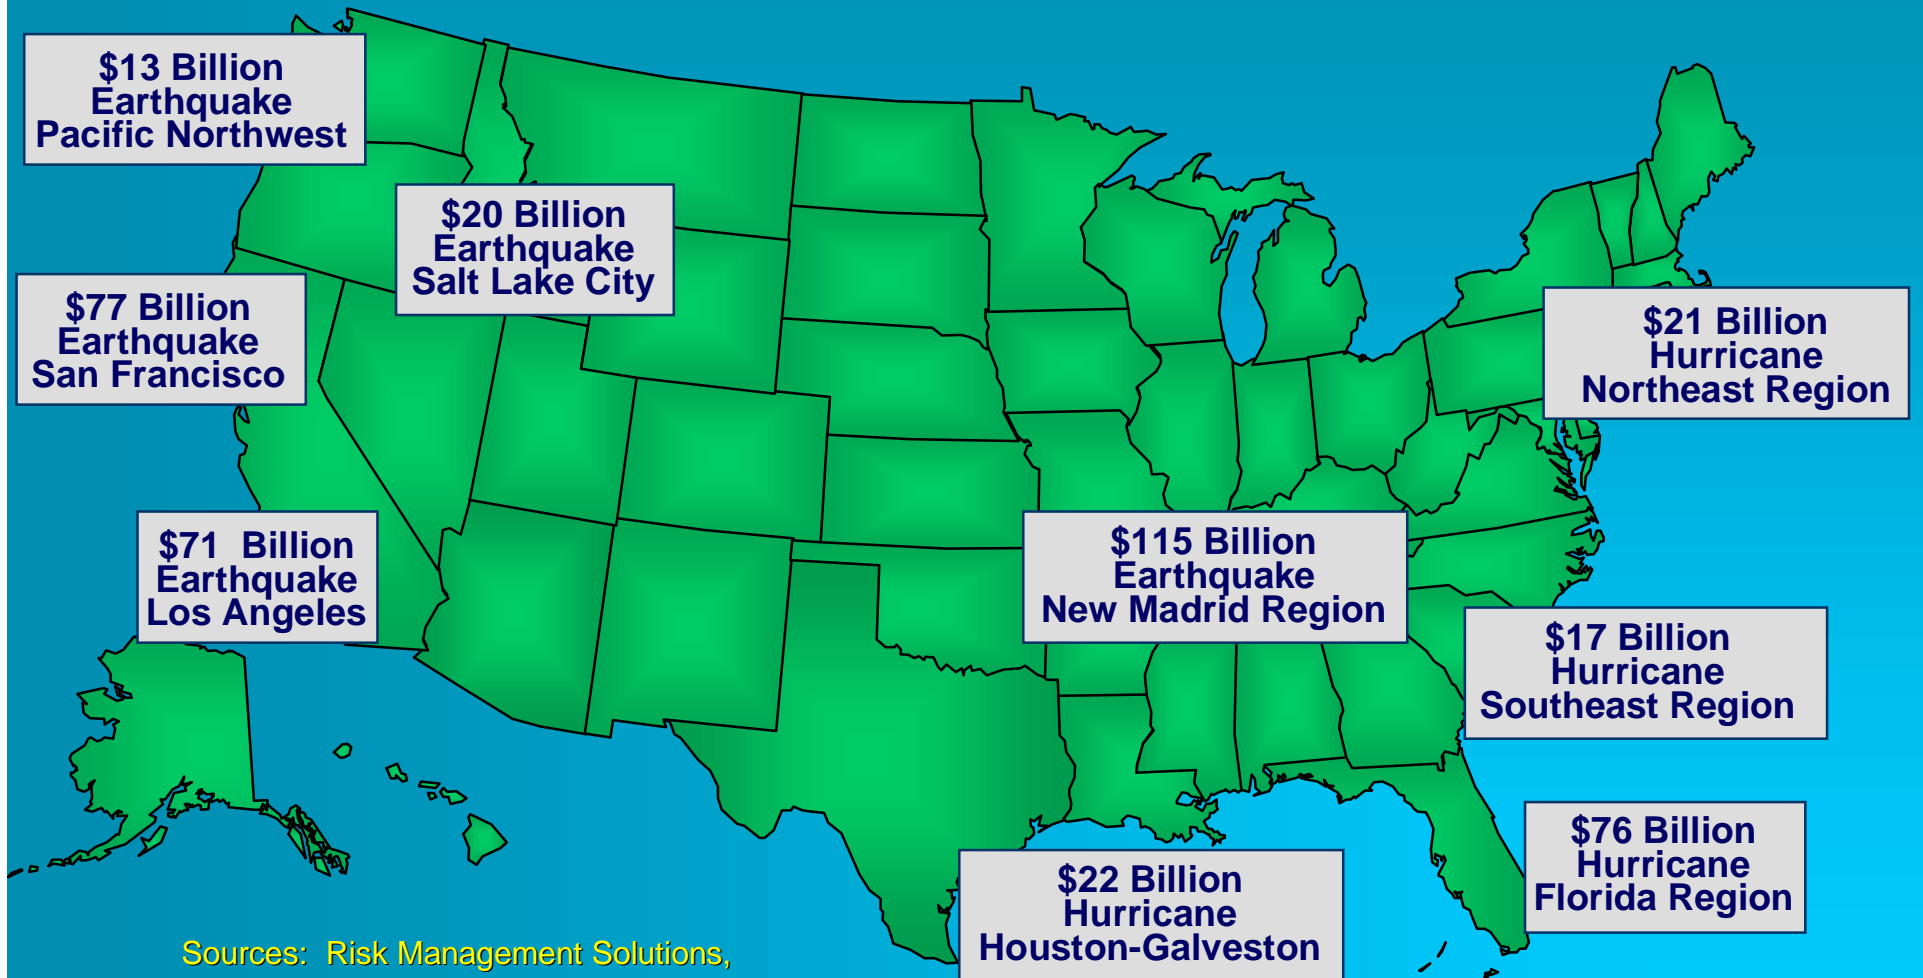 $13 Billion
Earthquake
Pacific Northwest
$20 Billion
Earthquake
Salt Lake City
$77 Billion
Earthquake
San Francisco
$21 Billion
Hurricane
Northeast Region
$71 Billion
Earthquake
Los Angeles
$115 Billion
Earthquake
New Madrid Region
$17 Billion
Hurricane
Southeast Region
$76 Billion
Hurricane
Florida Region
$22 Billion
Hurricane
Houston-Galveston
Sources: Risk Management Solutions,